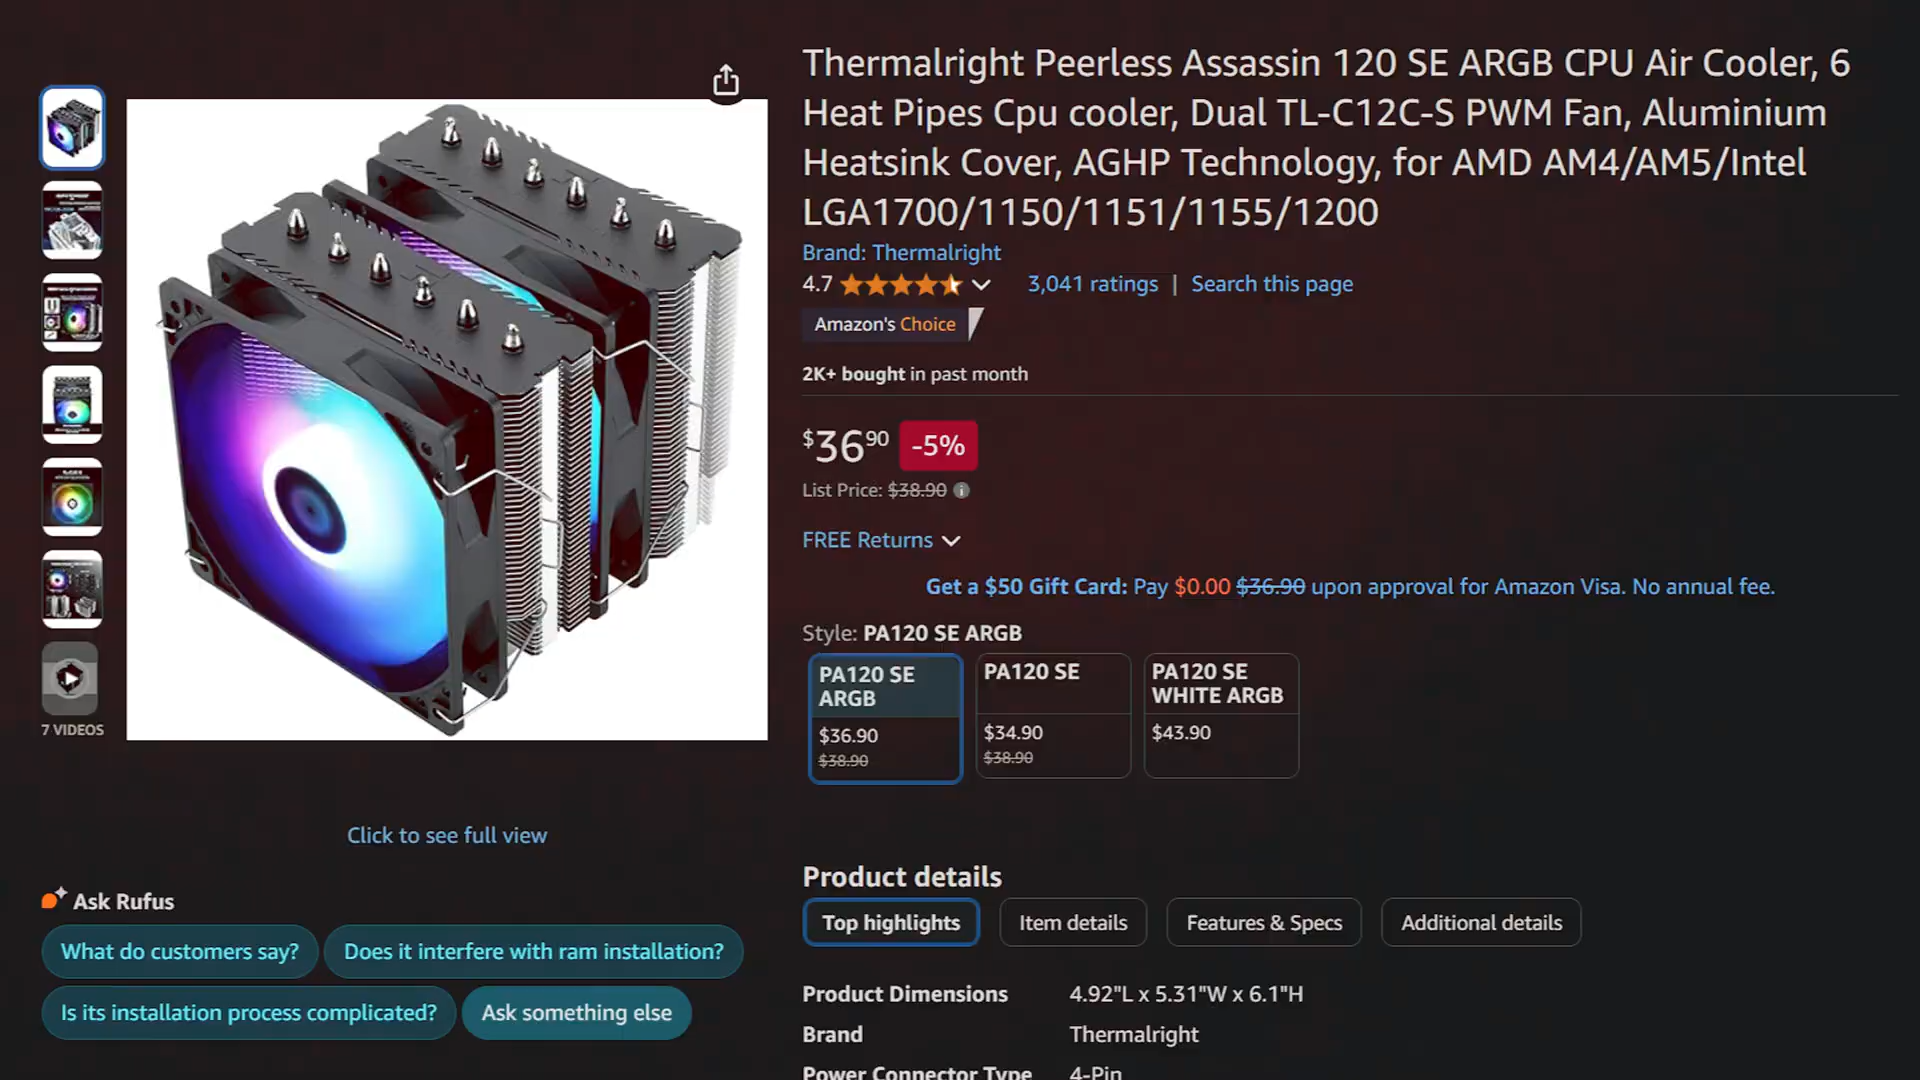 Thermalright Peerless Assassin 120 SE ARGB CPU Air Cooler, 6
Heat Pipes Cpu cooler, Dual TL-C12C-S PWM Fan, Aluminium
Heatsink Cover, AGHP Technology, for AMD AM4/AM5/Intel
LGA1700/1150/1151/1155/1200
Brand: Thermalright
4.7
3,041 ratings | Search this page
Amazon's Choice
2K+ bought in past month
$36.90 -5%
List Price: $38.90
FREE Returns
Get a $50 Gift Card: Pay $0.00 $36.90 upon approval for Amazon Visa. No annual fee.
Style: PA120 SE ARGB
PA120 SE
ARGB
$36.90
$38.90
PA120 SE
$34.90
$38.90
PA120 SE
WHITE ARGB
$43.90
7 VIDEOS
Click to see full view
Ask Rufus
What do customers say?
Does it interfere with ram installation?
Is its installation process complicated?
Ask something else
Product details
Top highlights
Item details
Features & Specs
Additional details
Product Dimensions 4.92"L x 5.31"W x 6.1"H
Brand Thermalright
Power Connector Type 4-Pin